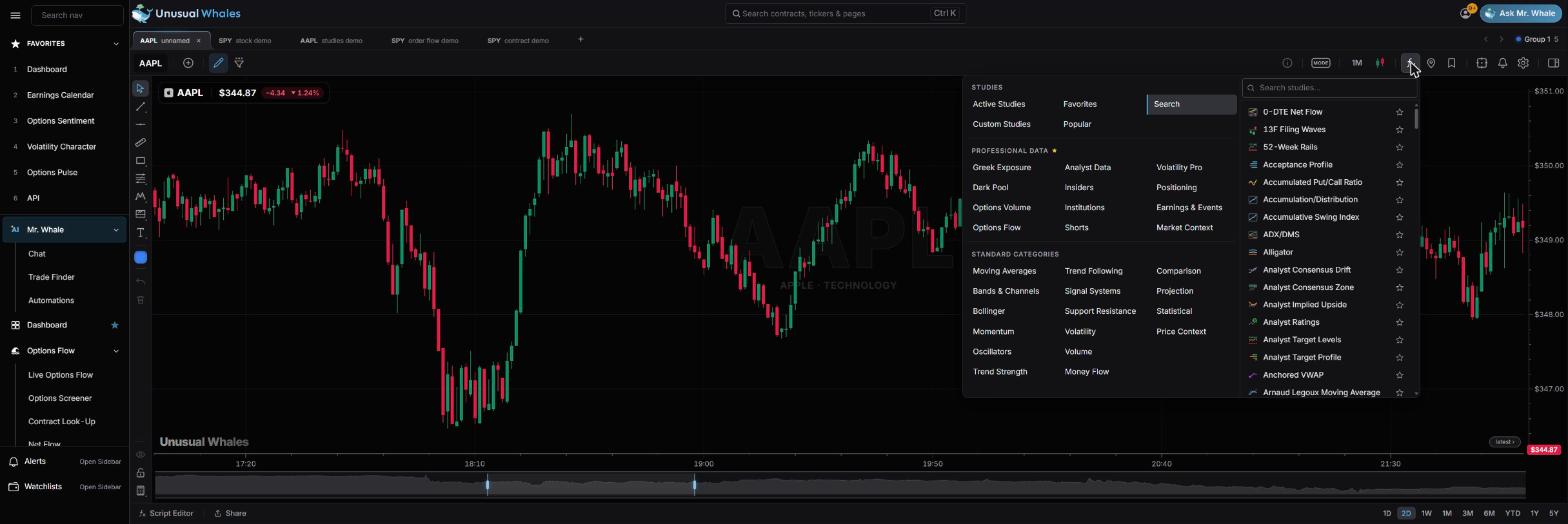 Search nav
Unusual Whales
Search contracts, tickers & pages
Ctrl K
9+
Ask Mr. Whale
FAVORITES
1 Dashboard
2 Earnings Calendar
3 Options Sentiment
4 Volatility Character
5 Options Pulse
6 API
AI Mr. Whale
Chat
Trade Finder
Automations
Dashboard
Options Flow
Live Options Flow
Options Screener
Contract Look-Up
Net Flow
Alerts Open Sidebar
Watchlists Open Sidebar
AAPL unnamed ×
SPY stock demo
AAPL studies demo
SPY order flow demo
SPY contract demo
+
Group 1 5
AAPL
MODE
1M
AAPL $344.87 -4.34 ▼1.24%
T
AAPL
APPLE · TECHNOLOGY
STUDIES
Active Studies
Favorites
Search
Custom Studies
Popular
PROFESSIONAL DATA
Greek Exposure
Analyst Data
Volatility Pro
Dark Pool
Insiders
Positioning
Options Volume
Institutions
Earnings & Events
Options Flow
Shorts
Market Context
STANDARD CATEGORIES
Moving Averages
Trend Following
Comparison
Bands & Channels
Signal Systems
Projection
Bollinger
Support Resistance
Statistical
Momentum
Volatility
Price Context
Oscillators
Volume
Trend Strength
Money Flow
Search studies...
0-DTE Net Flow
13F Filing Waves
52-Week Rails
Acceptance Profile
Accumulated Put/Call Ratio
Accumulation/Distribution
Accumulative Swing Index
ADX/DMS
Alligator
Analyst Consensus Drift
Analyst Consensus Zone
Analyst Implied Upside
Analyst Ratings
Analyst Target Levels
Analyst Target Profile
Anchored VWAP
Arnaud Legoux Moving Average
$351.00
$350.00
$349.00
$348.00
$347.00
$344.87
Unusual Whales
latest ›
17:20
18:10
19:00
19:50
20:40
21:30
Script Editor
Share
1D
2D
1W
1M
3M
6M
YTD
1Y
5Y